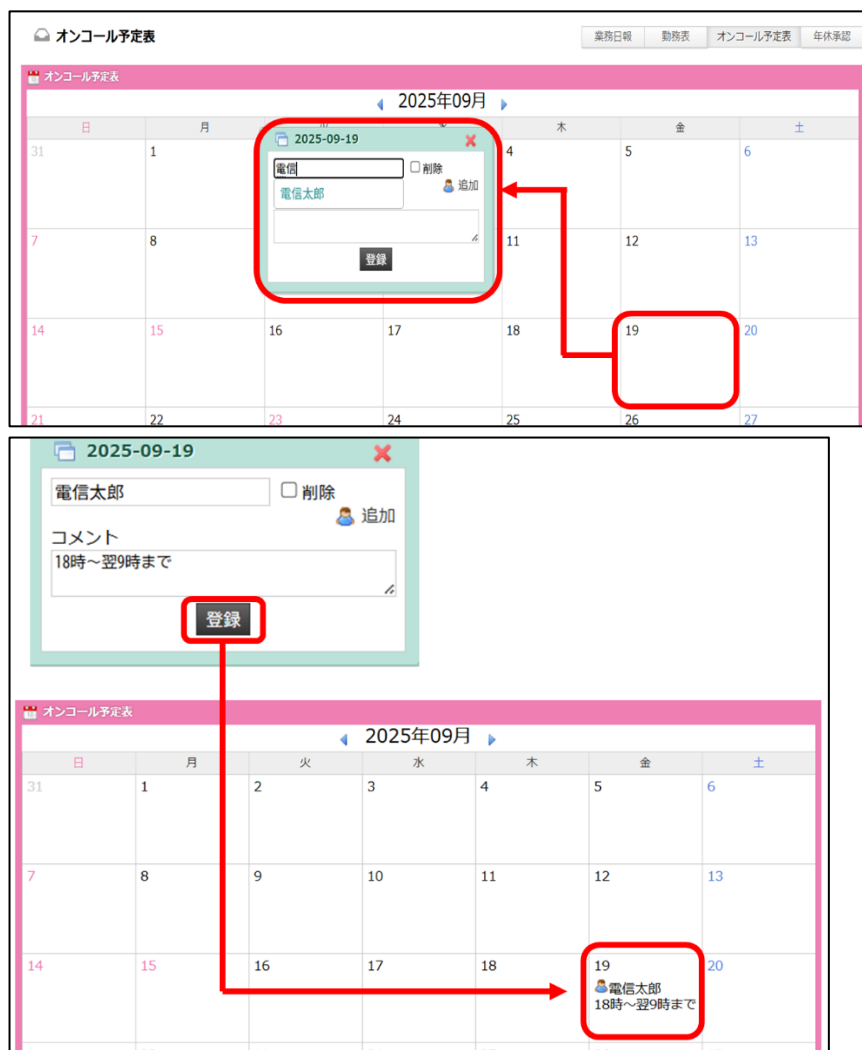 オンコール予定表
業務日報 勤務表 オンコール予定表 年休承認
オンコール予定表
2025年09月
日 月 木 金 土
2025-09-19
電信 削除
電信太郎 追加
登録
31 1 4 5 6
7 8 11 12 13
14 15 16 17 18 19 20
21 22 23 24 25 26 27
2025-09-19
電信太郎 削除
追加
コメント
18時～翌9時まで
登録
オンコール予定表
2025年09月
日 月 火 水 木 金 土
31 1 2 3 4 5 6
7 8 9 10 11 12 13
14 15 16 17 18 19 20
電信太郎
18時～翌9時まで